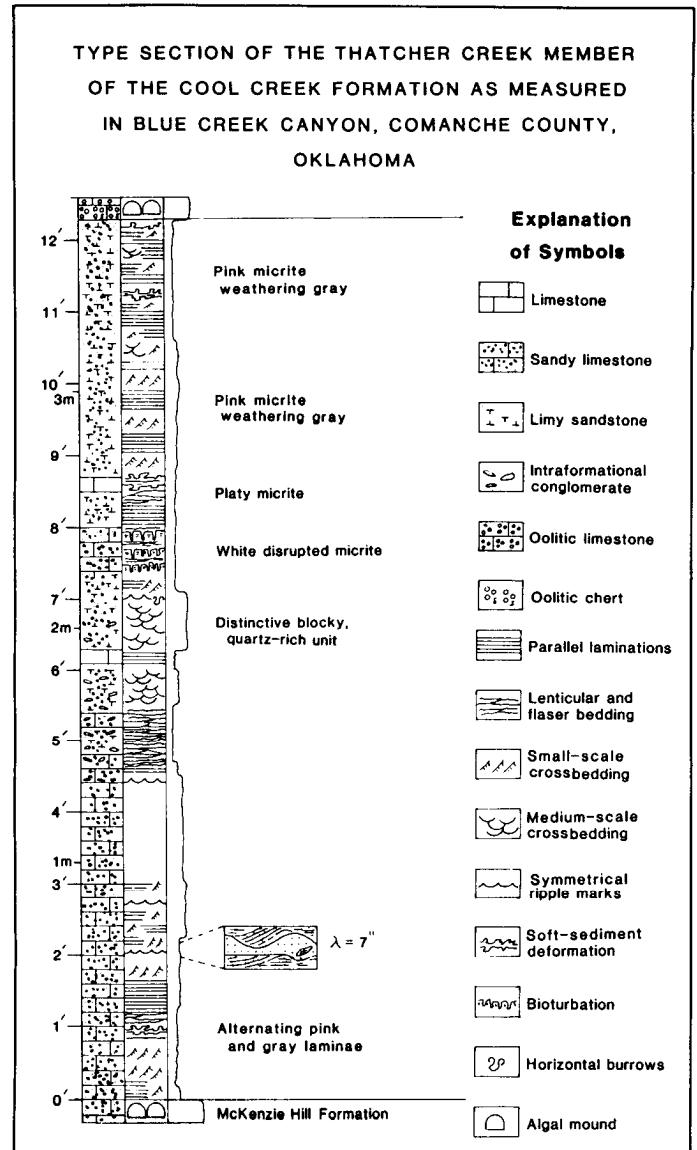 TYPE SECTION OF THE THATCHER CREEK MEMBER
OF THE COOL CREEK FORMATION AS MEASURED
IN BLUE CREEK CANYON, COMANCHE COUNTY,
OKLAHOMA
12'
11'
10'
3m
9'
8'
7'
2m
6'
5'
4'
1m
3'
2'
1'
0'
Pink micrite
weathering gray
Pink micrite
weathering gray
Platy micrite
White disrupted micrite
Distinctive blocky,
quartz-rich unit
λ = 7"
Alternating pink
and gray laminae
McKenzie Hill Formation
Explanation
of Symbols
Limestone
Sandy limestone
Limy sandstone
Intraformational
conglomerate
Oolitic limestone
Oolitic chert
Parallel laminations
Lenticular and
flaser bedding
Small-scale
crossbedding
Medium-scale
crossbedding
Symmetrical
ripple marks
Soft-sediment
deformation
Bioturbation
Horizontal burrows
Algal mound